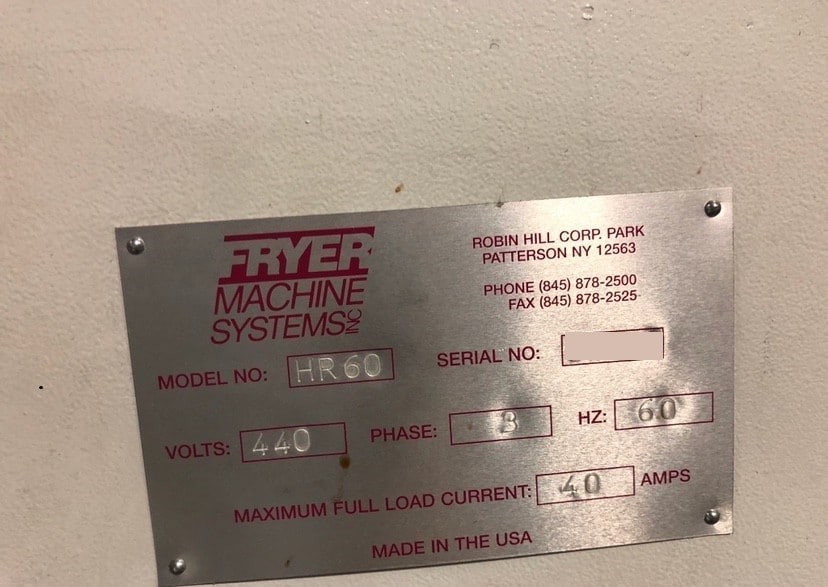 FRYER
MACHINE
SYSTEMS INC
ROBIN HILL CORP. PARK
PATTERSON NY 12563
PHONE (845) 878-2500
FAX (845) 878-2525
MODEL NO: HR60
SERIAL NO:
VOLTS: 440
PHASE: 3
HZ: 60
MAXIMUM FULL LOAD CURRENT: 40 AMPS
MADE IN THE USA